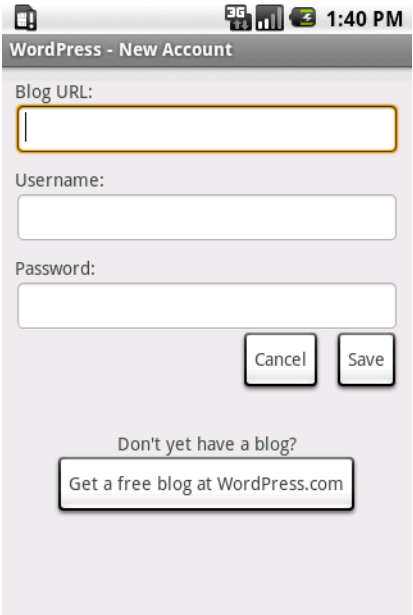 3G 1:40 PM
WordPress - New Account
Blog URL:
Username:
Password:
Cancel Save
Don't yet have a blog?
Get a free blog at WordPress.com